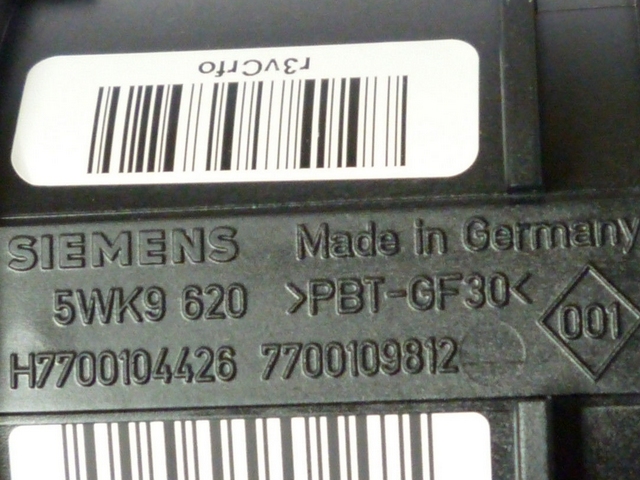 r3vCrfo
SIEMENS Made in Germany
5WK9 620 >PBT-GF30<
001
H7700104426 7700109812